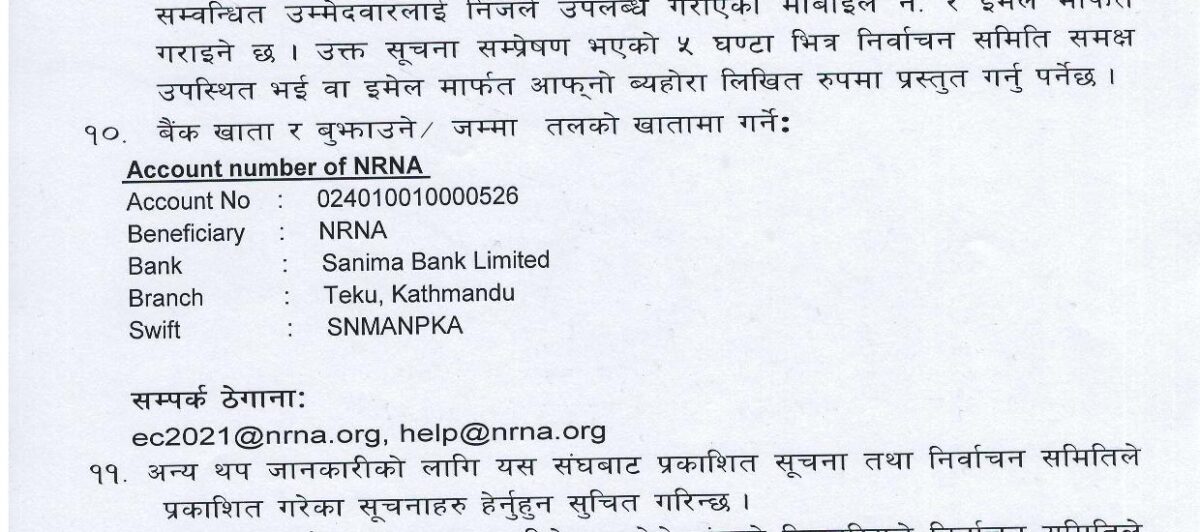 सम्वन्धित उम्मेदवारलाई निजले उपलब्ध गराएको मोबाईल नं. र इमेल मार्फत
गराइने छ । उक्त सूचना सम्प्रेषण भएको ५ घण्टा भित्र निर्वाचन समिति समक्ष
उपस्थित भई वा इमेल मार्फत आफ्नो ब्यहोरा लिखित रुपमा प्रस्तुत गर्नु पर्नेछ ।
१०. बैंक खाता र बुझाउने/ जम्मा तलको खातामा गर्ने:
Account number of NRNA
Account No : 024010010000526
Beneficiary : NRNA
Bank : Sanima Bank Limited
Branch : Teku, Kathmandu
Swift : SNMANPKA
सम्पर्क ठेगाना:
ec2021@nrna.org, help@nrna.org
११. अन्य थप जानकारीको लागि यस संघबाट प्रकाशित सूचना तथा निर्वाचन समितिले
प्रकाशित गरेका सूचनाहरु हेर्नुहुन सुचित गरिन्छ ।